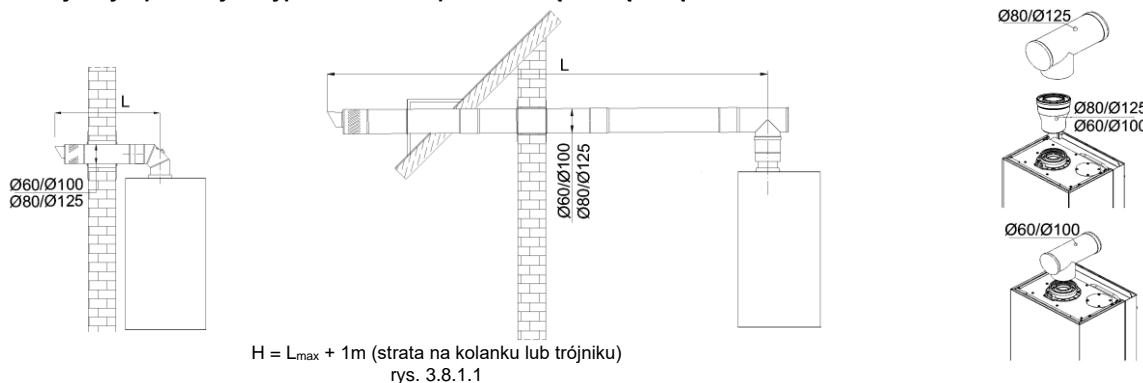 L
Ø60/Ø100
Ø80/Ø125
L
Ø60/Ø100
Ø80/Ø125
Ø80/Ø125
Ø80/Ø125
Ø60/Ø100
Ø60/Ø100
H = Lmax + 1m (strata na kolanku lub trójniku)
rys. 3.8.1.1